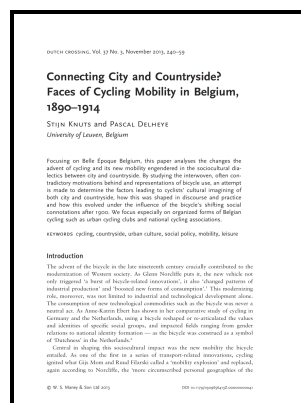 DUTCH CROSSING, Vol. 37 No. 3, November 2013, 240–59
Connecting City and Countryside?
Faces of Cycling Mobility in Belgium,
1890–1914
Stijn Knuts and Pascal Delheye
University of Leuven, Belgium
Focusing on Belle Époque Belgium, this paper analyses the changes the
advent of cycling and its new mobility engendered in the sociocultural dia-
lectics between city and countryside. By studying the interwoven, often con-
tradictory motivations behind and representations of bicycle use, an attempt
is made to determine the factors leading to cyclists' cultural imagining of
both city and countryside, how this was shaped in discourse and practice
and how this evolved under the influence of the bicycle's shifting social
connotations after 1900. We focus especially on organized forms of Belgian
cycling such as urban cycling clubs and national cycling associations.
KEYWORDS cycling, countryside, urban culture, social policy, mobility, leisure
Introduction
The advent of the bicycle in the late nineteenth century crucially contributed to the
modernization of Western society. As Glenn Norcliffe puts it, the new vehicle not
only triggered 'a burst of bicycle-related innovations', it also 'changed patterns of
industrial production' and 'boosted new forms of consumption'.¹ This modernizing
role, moreover, was not limited to industrial and technological development alone.
The consumption of new technological commodities such as the bicycle was never a
neutral act. As Anne-Katrin Ebert has shown in her comparative study of cycling in
Germany and the Netherlands, using a bicycle reshaped or re-articulated the values
and identities of specific social groups, and impacted fields ranging from gender
relations to national identity formation — as the bicycle was construed as a symbol
of 'Dutchness' in the Netherlands.²
Central in shaping this sociocultural impact was the new mobility the bicycle
entailed. As one of the first in a series of transport-related innovations, cycling
ignited what Gijs Mom and Ruud Filarski called a 'mobility explosion' and replaced,
again according to Norcliffe, the 'more circumscribed personal geographies of the
© W. S. Maney & Son Ltd 2013